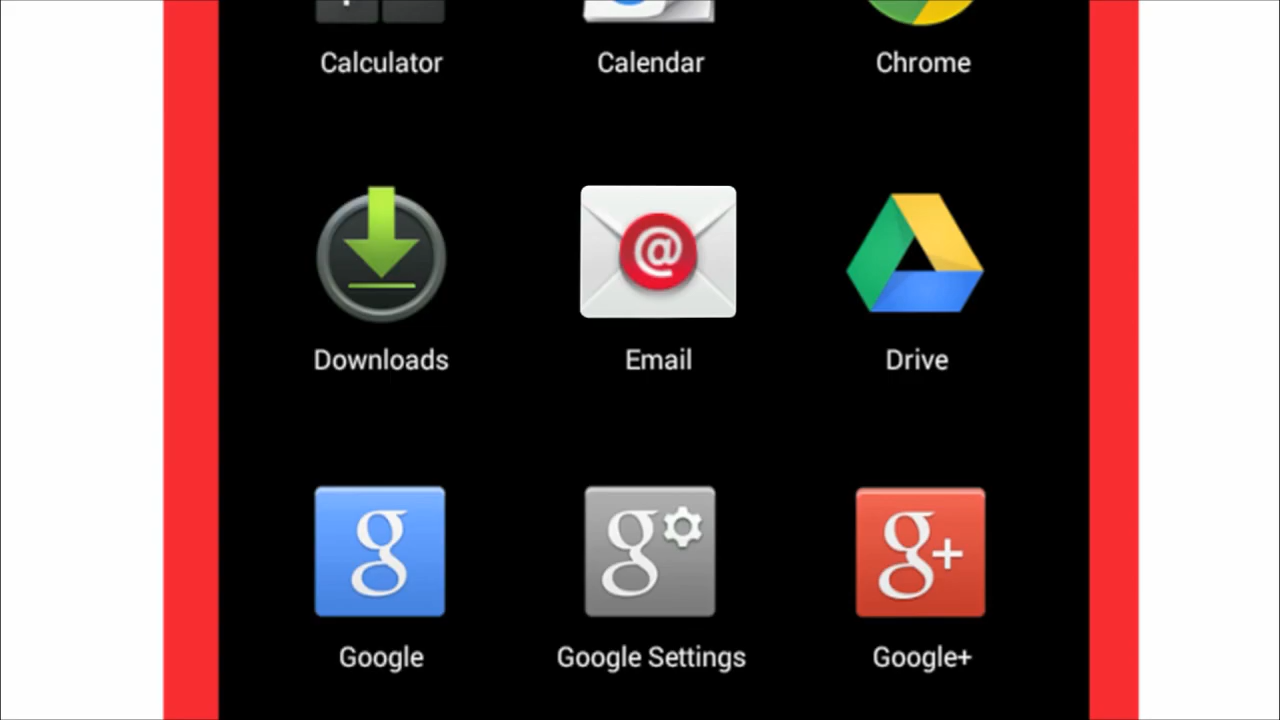 Calculator Calendar Chrome
@
Downloads Email Drive
g g g+
Google Google Settings Google+